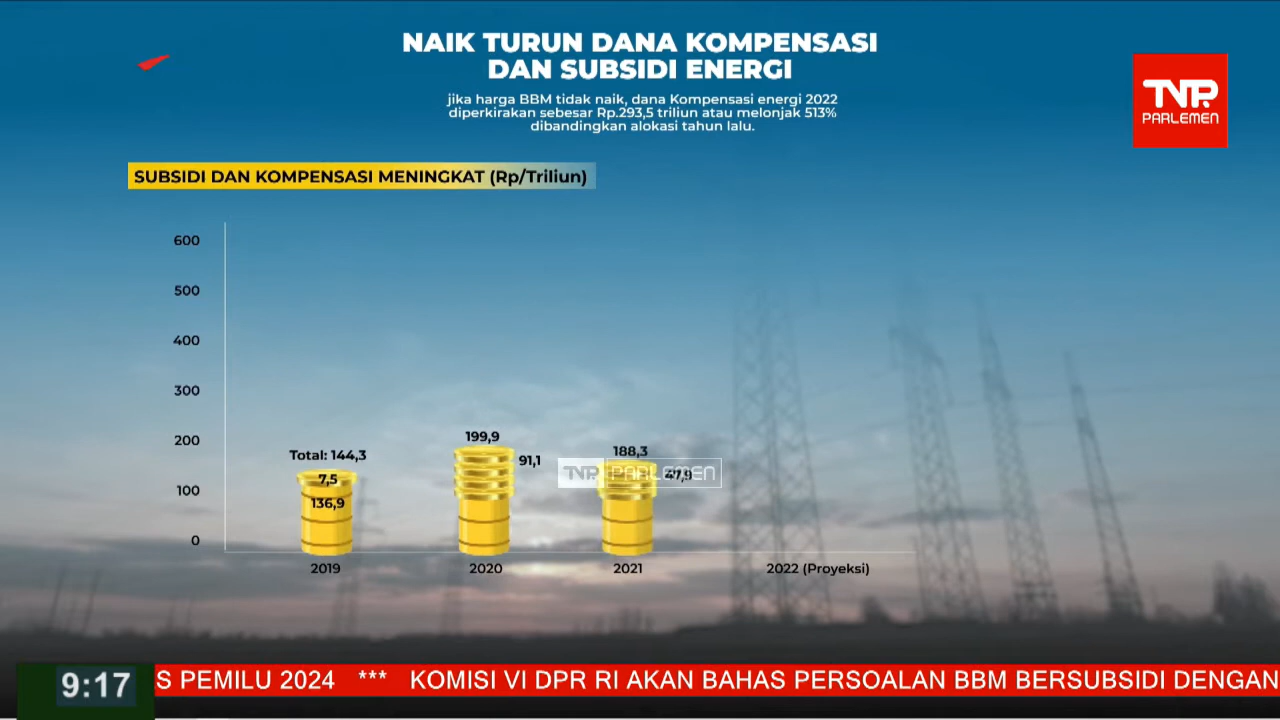 NAIK TURUN DANA KOMPENSASI
DAN SUBSIDI ENERGI
jika harga BBM tidak naik, dana Kompensasi energi 2022
diperkirakan sebesar Rp.293,5 triliun atau melonjak 513%
dibandingkan alokasi tahun lalu.
TVR
PARLEMEN
SUBSIDI DAN KOMPENSASI MENINGKAT (Rp/Triliun)
600
500
400
300
200
100
0
Total: 144,3
7,5
136,9
199,9
91,1
188,3
47,9
TVR PARLEMEN
2019
2020
2021
2022 (Proyeksi)
9:17
S PEMILU 2024 *** KOMISI VI DPR RI AKAN BAHAS PERSOALAN BBM BERSUBSIDI DENGAN